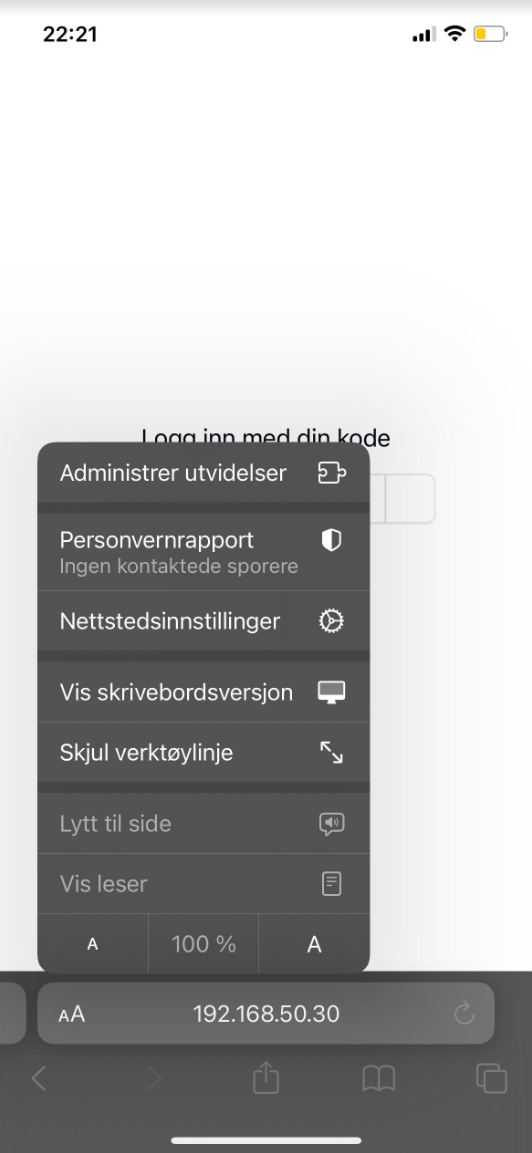 22:21
Logg inn med din kode
Administrer utvidelser
Personvernrapport
Ingen kontaktede sporere
Nettstedsinnstillinger
Vis skrivebordsversjon
Skjul verktøylinje
Lytt til side
Vis leser
A 100 % A
AA 192.168.50.30